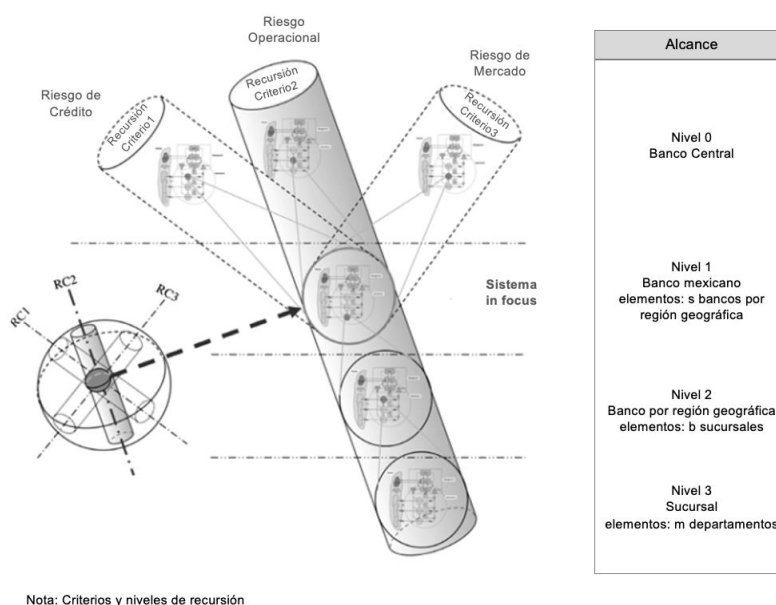 Riesgo
Operacional
Riesgo de
Mercado
Riesgo de
Crédito
Recursión
Criterio1
Recursión
Criterio2
Recursión
Criterio3
Sistema
in focus
RC1
RC2
RC3
Alcance
Nivel 0
Banco Central
Nivel 1
Banco mexicano
elementos: s bancos por
región geográfica
Nivel 2
Banco por región geográfica
elementos: b sucursales
Nivel 3
Sucursal
elementos: m departamentos
Nota: Criterios y niveles de recursión